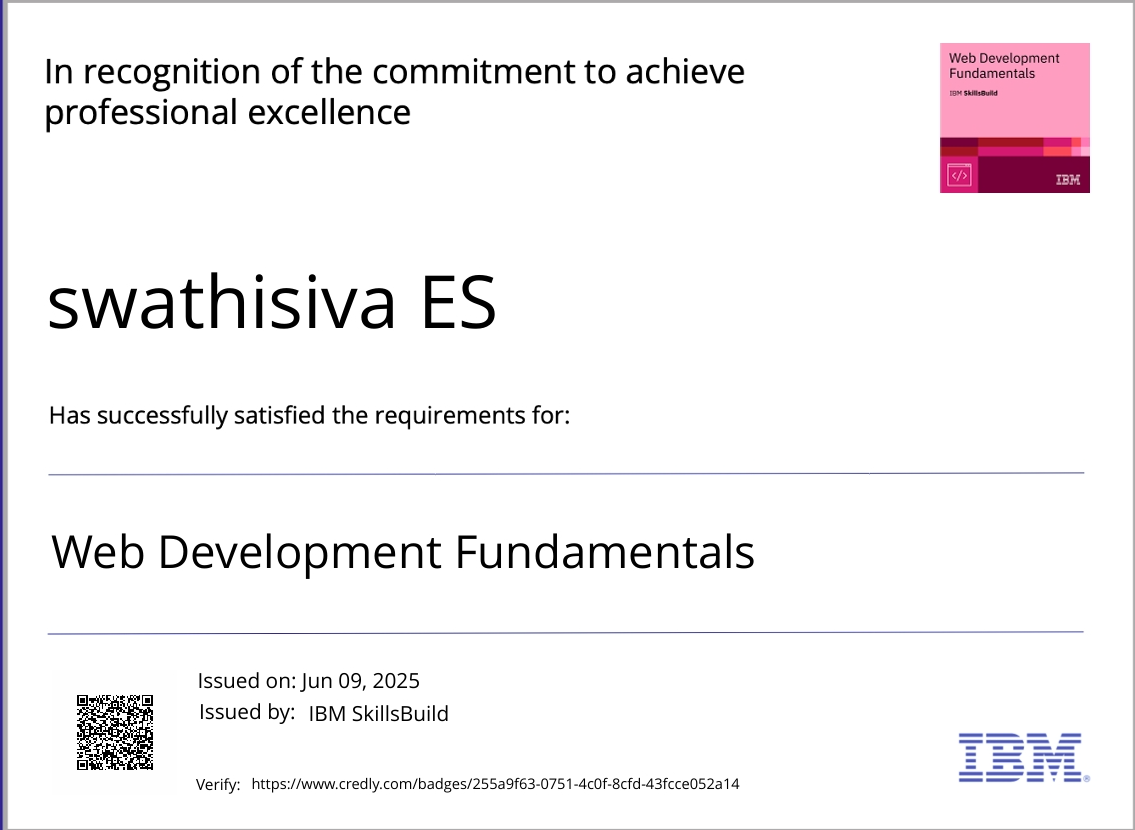 In recognition of the commitment to achieve
professional excellence
Web Development
Fundamentals
IBM SkillsBuild
</>
IBM
swathisiva ES
Has successfully satisfied the requirements for:
Web Development Fundamentals
Issued on: Jun 09, 2025
Issued by: IBM SkillsBuild
Verify: https://www.credly.com/badges/255a9f63-0751-4c0f-8cfd-43fcce052a14
IBM®